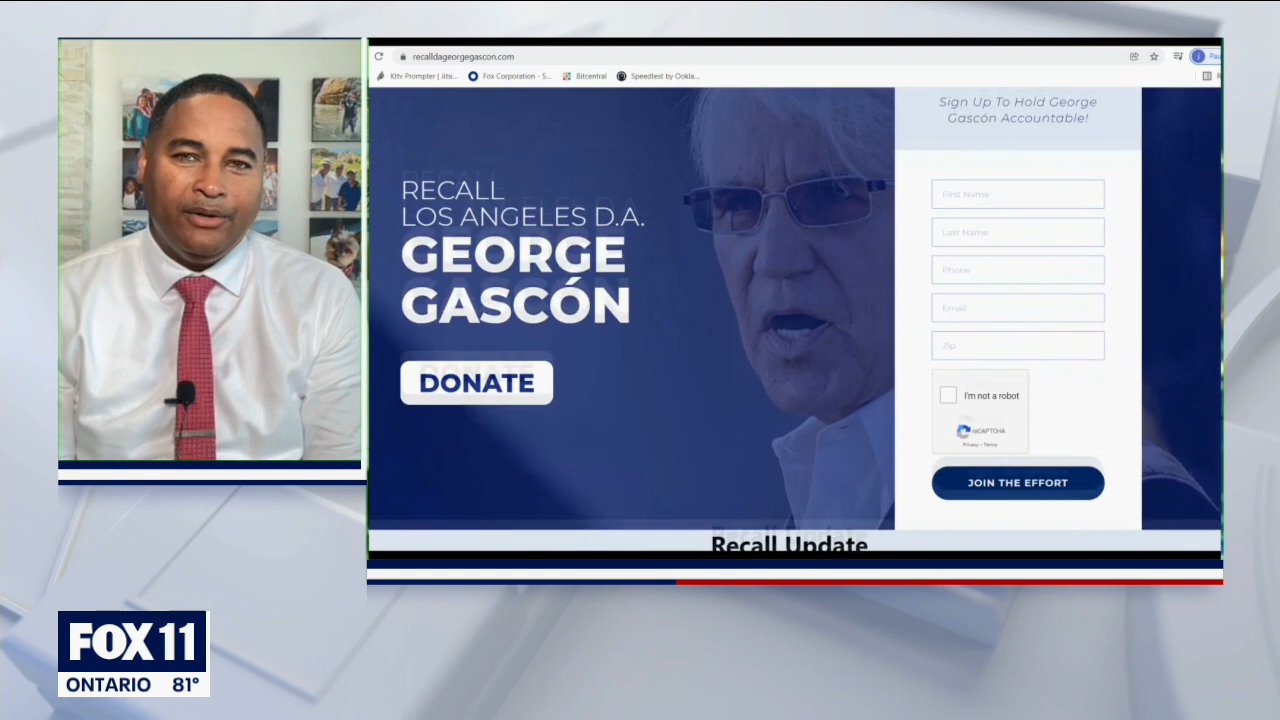 recalldageorgegascon.com
Kttv Prompter | Jitsi...
Fox Corporation - S...
Bitcentral
Speedtest by Ookla...
Pau
Sign Up To Hold George
Gascón Accountable!
RECALL
LOS ANGELES D.A.
GEORGE
GASCÓN
DONATE
First Name
Last Name
Phone
Email
Zip
I'm not a robot
reCAPTCHA
Privacy - Terms
JOIN THE EFFORT
Recall Update
FOX 11
ONTARIO 81°